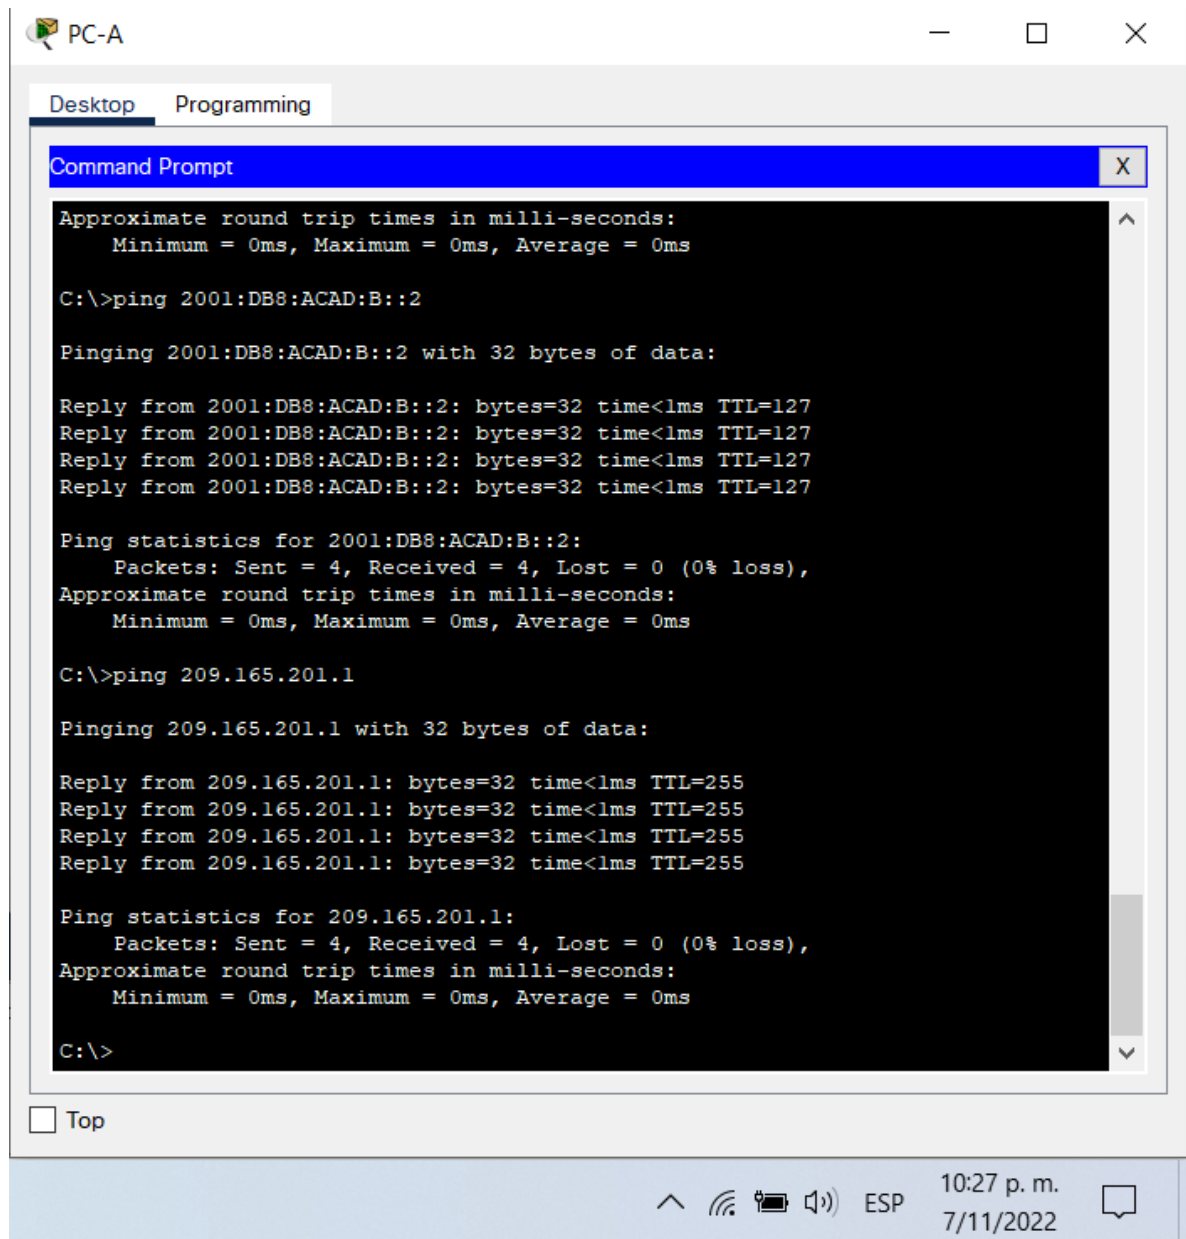 PC-A
Desktop Programming
Command Prompt X
Approximate round trip times in milli-seconds:
Minimum = 0ms, Maximum = 0ms, Average = 0ms
C:\>ping 2001:DB8:ACAD:B::2
Pinging 2001:DB8:ACAD:B::2 with 32 bytes of data:
Reply from 2001:DB8:ACAD:B::2: bytes=32 time<1ms TTL=127
Reply from 2001:DB8:ACAD:B::2: bytes=32 time<1ms TTL=127
Reply from 2001:DB8:ACAD:B::2: bytes=32 time<1ms TTL=127
Reply from 2001:DB8:ACAD:B::2: bytes=32 time<1ms TTL=127
Ping statistics for 2001:DB8:ACAD:B::2:
Packets: Sent = 4, Received = 4, Lost = 0 (0% loss),
Approximate round trip times in milli-seconds:
Minimum = 0ms, Maximum = 0ms, Average = 0ms
C:\>ping 209.165.201.1
Pinging 209.165.201.1 with 32 bytes of data:
Reply from 209.165.201.1: bytes=32 time<1ms TTL=255
Reply from 209.165.201.1: bytes=32 time<1ms TTL=255
Reply from 209.165.201.1: bytes=32 time<1ms TTL=255
Reply from 209.165.201.1: bytes=32 time<1ms TTL=255
Ping statistics for 209.165.201.1:
Packets: Sent = 4, Received = 4, Lost = 0 (0% loss),
Approximate round trip times in milli-seconds:
Minimum = 0ms, Maximum = 0ms, Average = 0ms
C:\>
Top
ESP 10:27 p. m.
7/11/2022